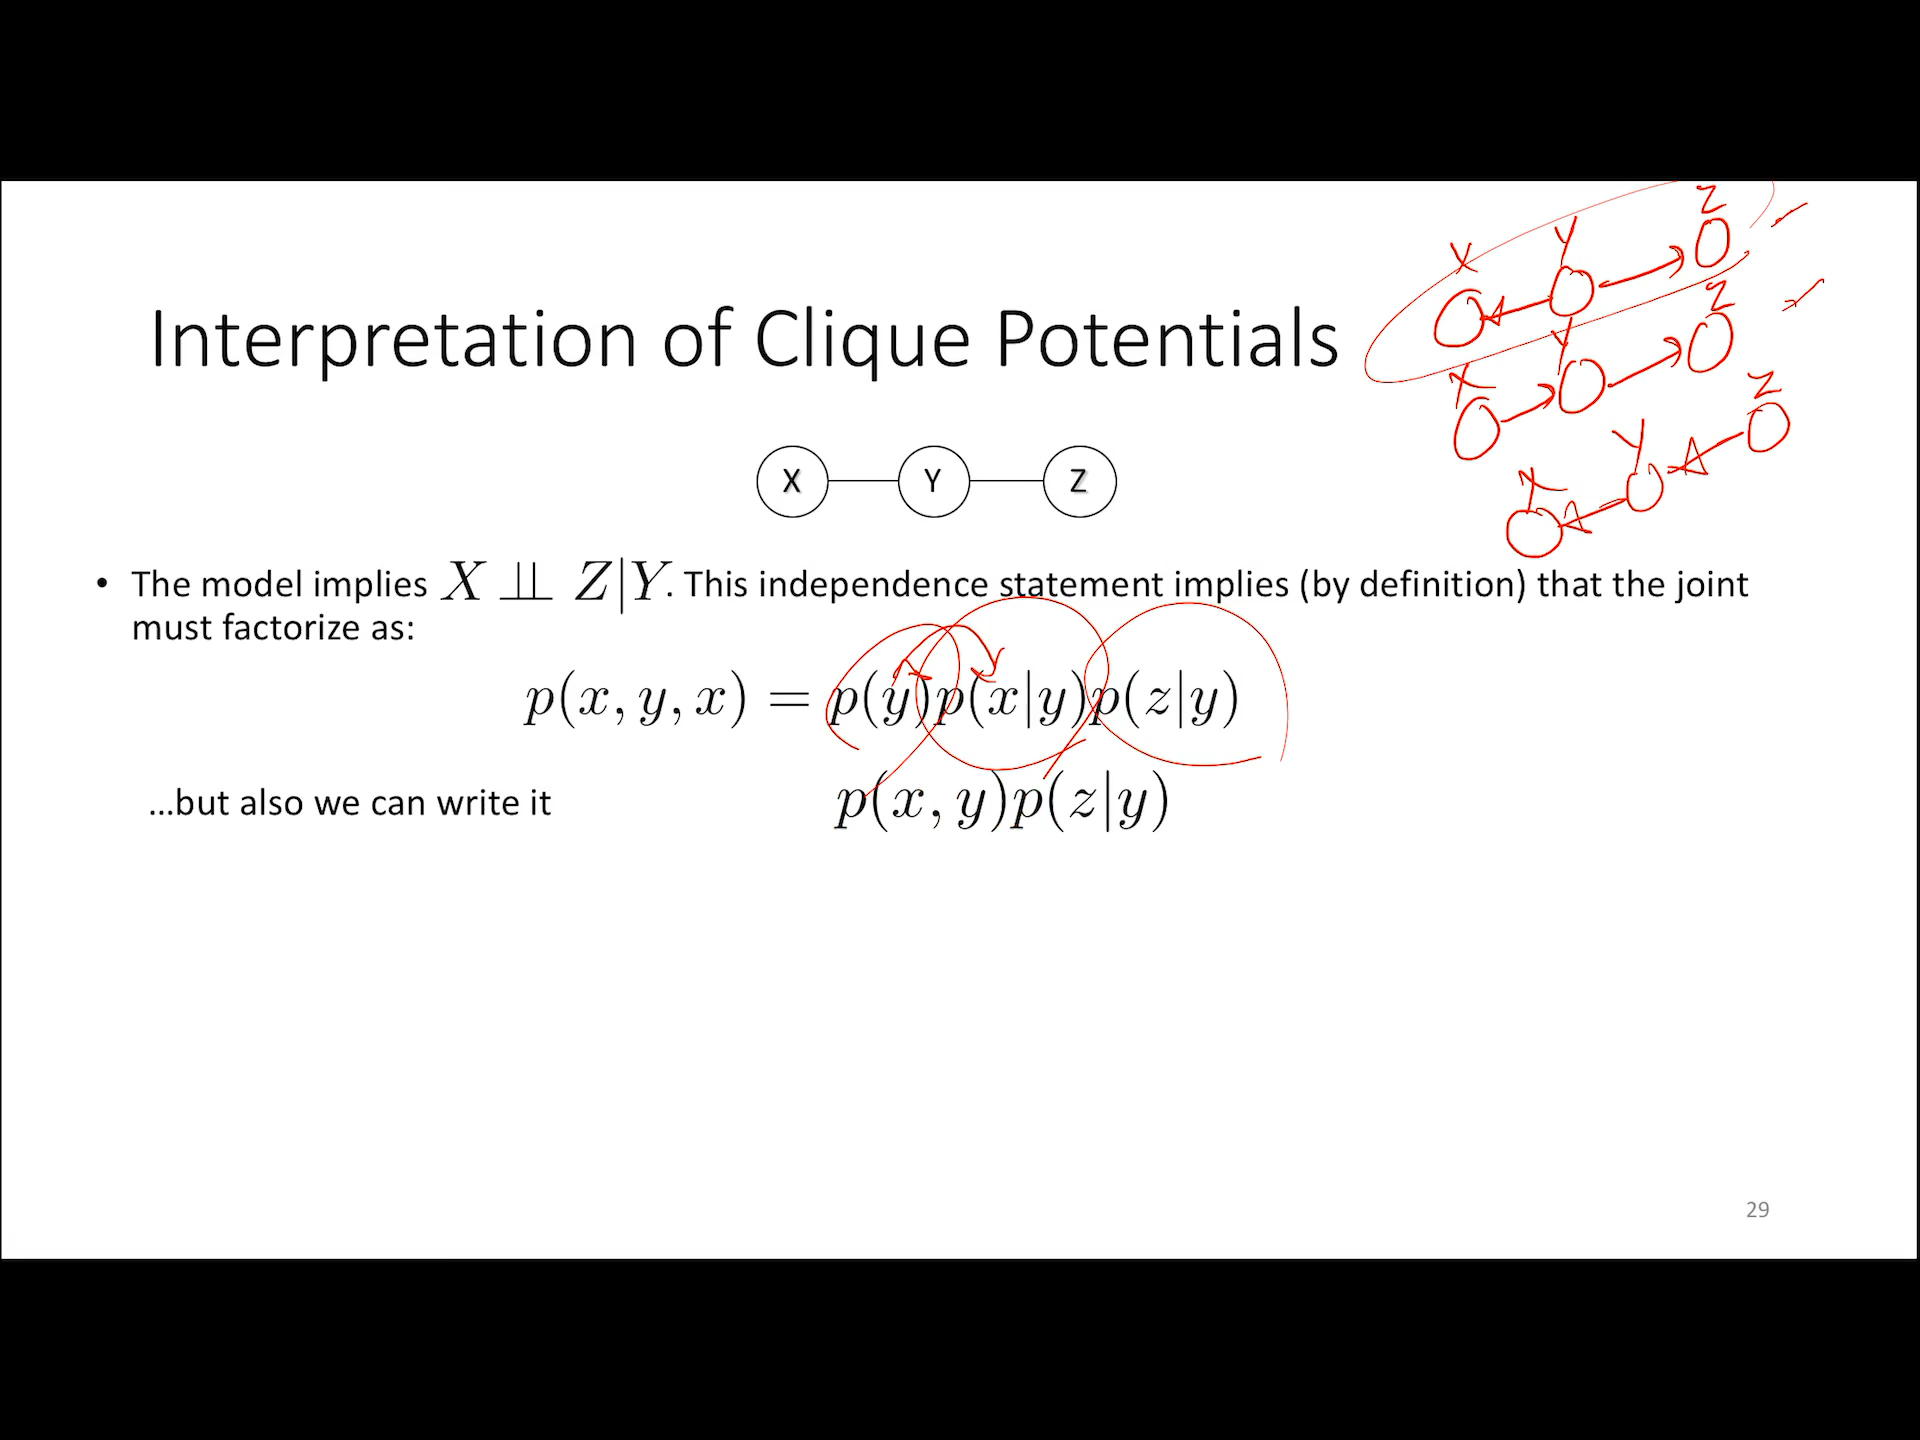 Interpretation of Clique Potentials
X Y Z
X Y Z
X Y Z
X Y Z
• The model implies X ⫫ Z|Y. This independence statement implies (by definition) that the joint
must factorize as:
p(x, y, x) = p(y)p(x|y)p(z|y)
...but also we can write it p(x, y)p(z|y)
29